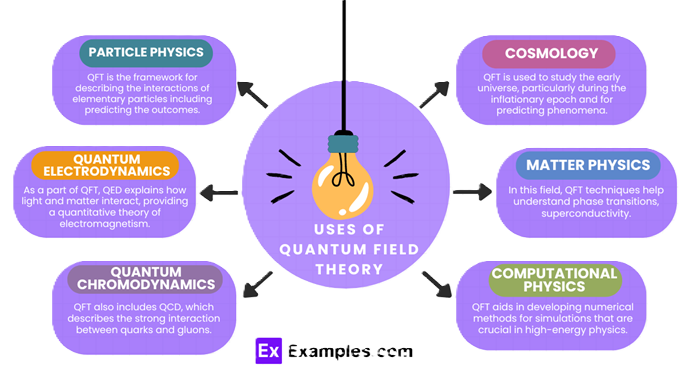 PARTICLE PHYSICS
QFT is the framework for
describing the interactions of
elementary particles including
predicting the outcomes.
COSMOLOGY
QFT is used to study the early
universe, particularly during the
inflationary epoch and for
predicting phenomena.
QUANTUM
ELECTRODYNAMICS
As a part of QFT, QED explains how
light and matter interact, providing
a quantitative theory of
electromagnetism.
MATTER PHYSICS
In this field, QFT techniques help
understand phase transitions,
superconductivity.
USES OF
QUANTUM FIELD
THEORY
QUANTUM
CHROMODYNAMICS
QFT also includes QCD, which
describes the strong interaction
between quarks and gluons.
COMPUTATIONAL
PHYSICS
QFT aids in developing numerical
methods for simulations that are
crucial in high-energy physics.
Ex Examples.com